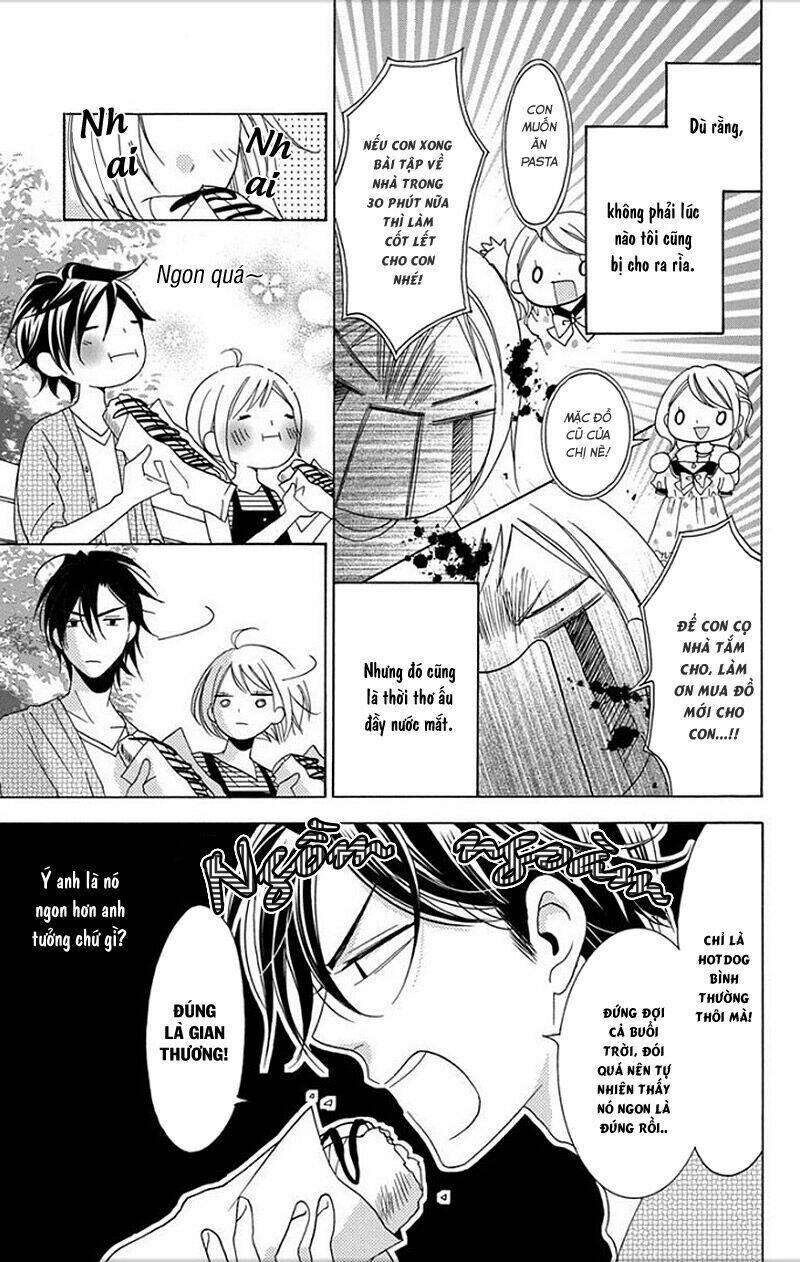 Dù rằng,
không phải lúc
nào tôi cũng
bị cho ra rìa.
CON
MUỐN
ĂN
PASTA
NẾU CON XONG
BÀI TẬP VỀ
NHÀ TRONG
30 PHÚT NỮA
THÌ LÀM
CỐT LẾT
CHO CON
NHÉ!
MẶC ĐỒ
CŨ CỦA
CHỊ NÈ!
ĐỂ CON CỌ
NHÀ TẮM
CHO, LÀM
ƠN MUA ĐỒ
MỚI CHO
CON...!!
Nhưng đó cũng
là thời thơ ấu
đầy nước mắt.
Nh
ai
Nh
ai
Ngon quá~
CHỈ LÀ
HOTDOG
BÌNH
THƯỜNG
THÔI MÀ!
ĐỨNG ĐỢI
CẢ BUỔI
TRỜI, ĐÓI
QUÁ NÊN TỰ
NHIÊN THẤY
NÓ NGON LÀ
ĐÚNG RỒI..
Ngồm ngoàm
ĐÚNG
LÀ GIAN
THƯƠNG!
Ý anh là nó
ngon hơn anh
tưởng chứ gì?